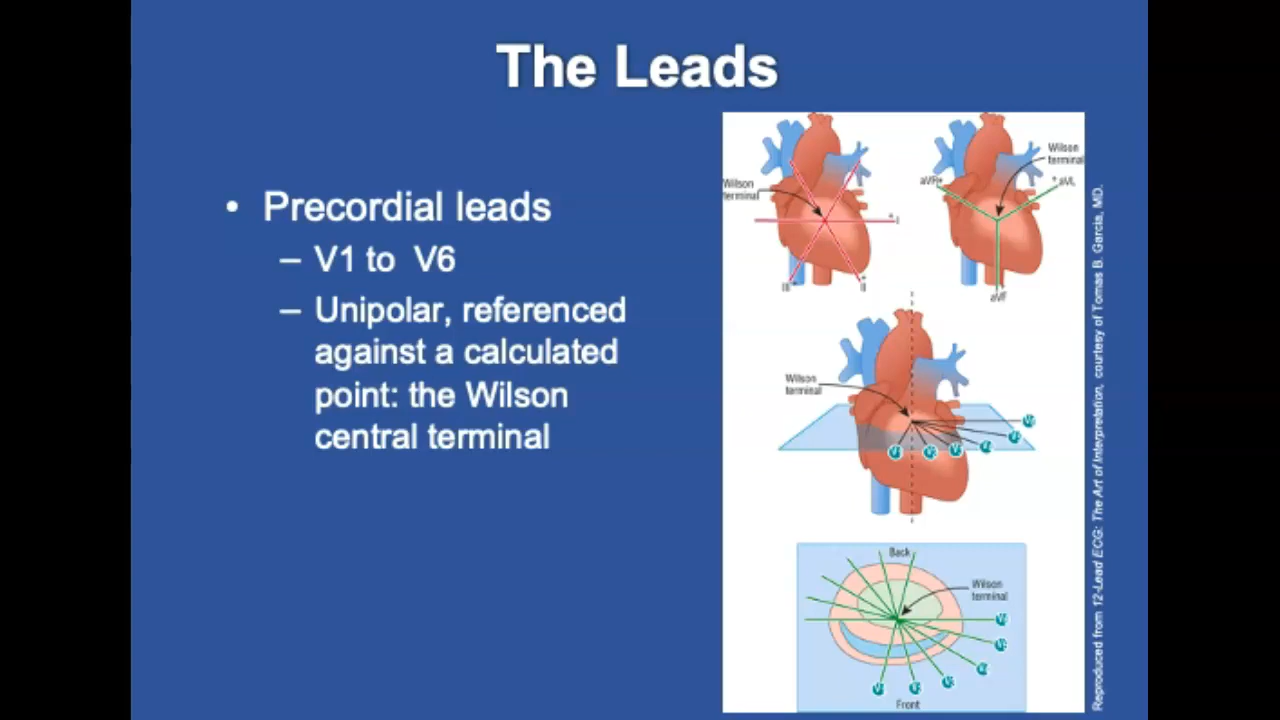 The Leads
• Precordial leads
– V1 to V6
– Unipolar, referenced
against a calculated
point: the Wilson
central terminal
Wilson
terminal
+ I
III+
+
II
Wilson
terminal
aVR+
+ aVL
aVF
Wilson
terminal
Back
Wilson
terminal
Front
Reproduced from 12-Lead ECG: The Art of Interpretation, courtesy of Tomas B. Garcia, MD.